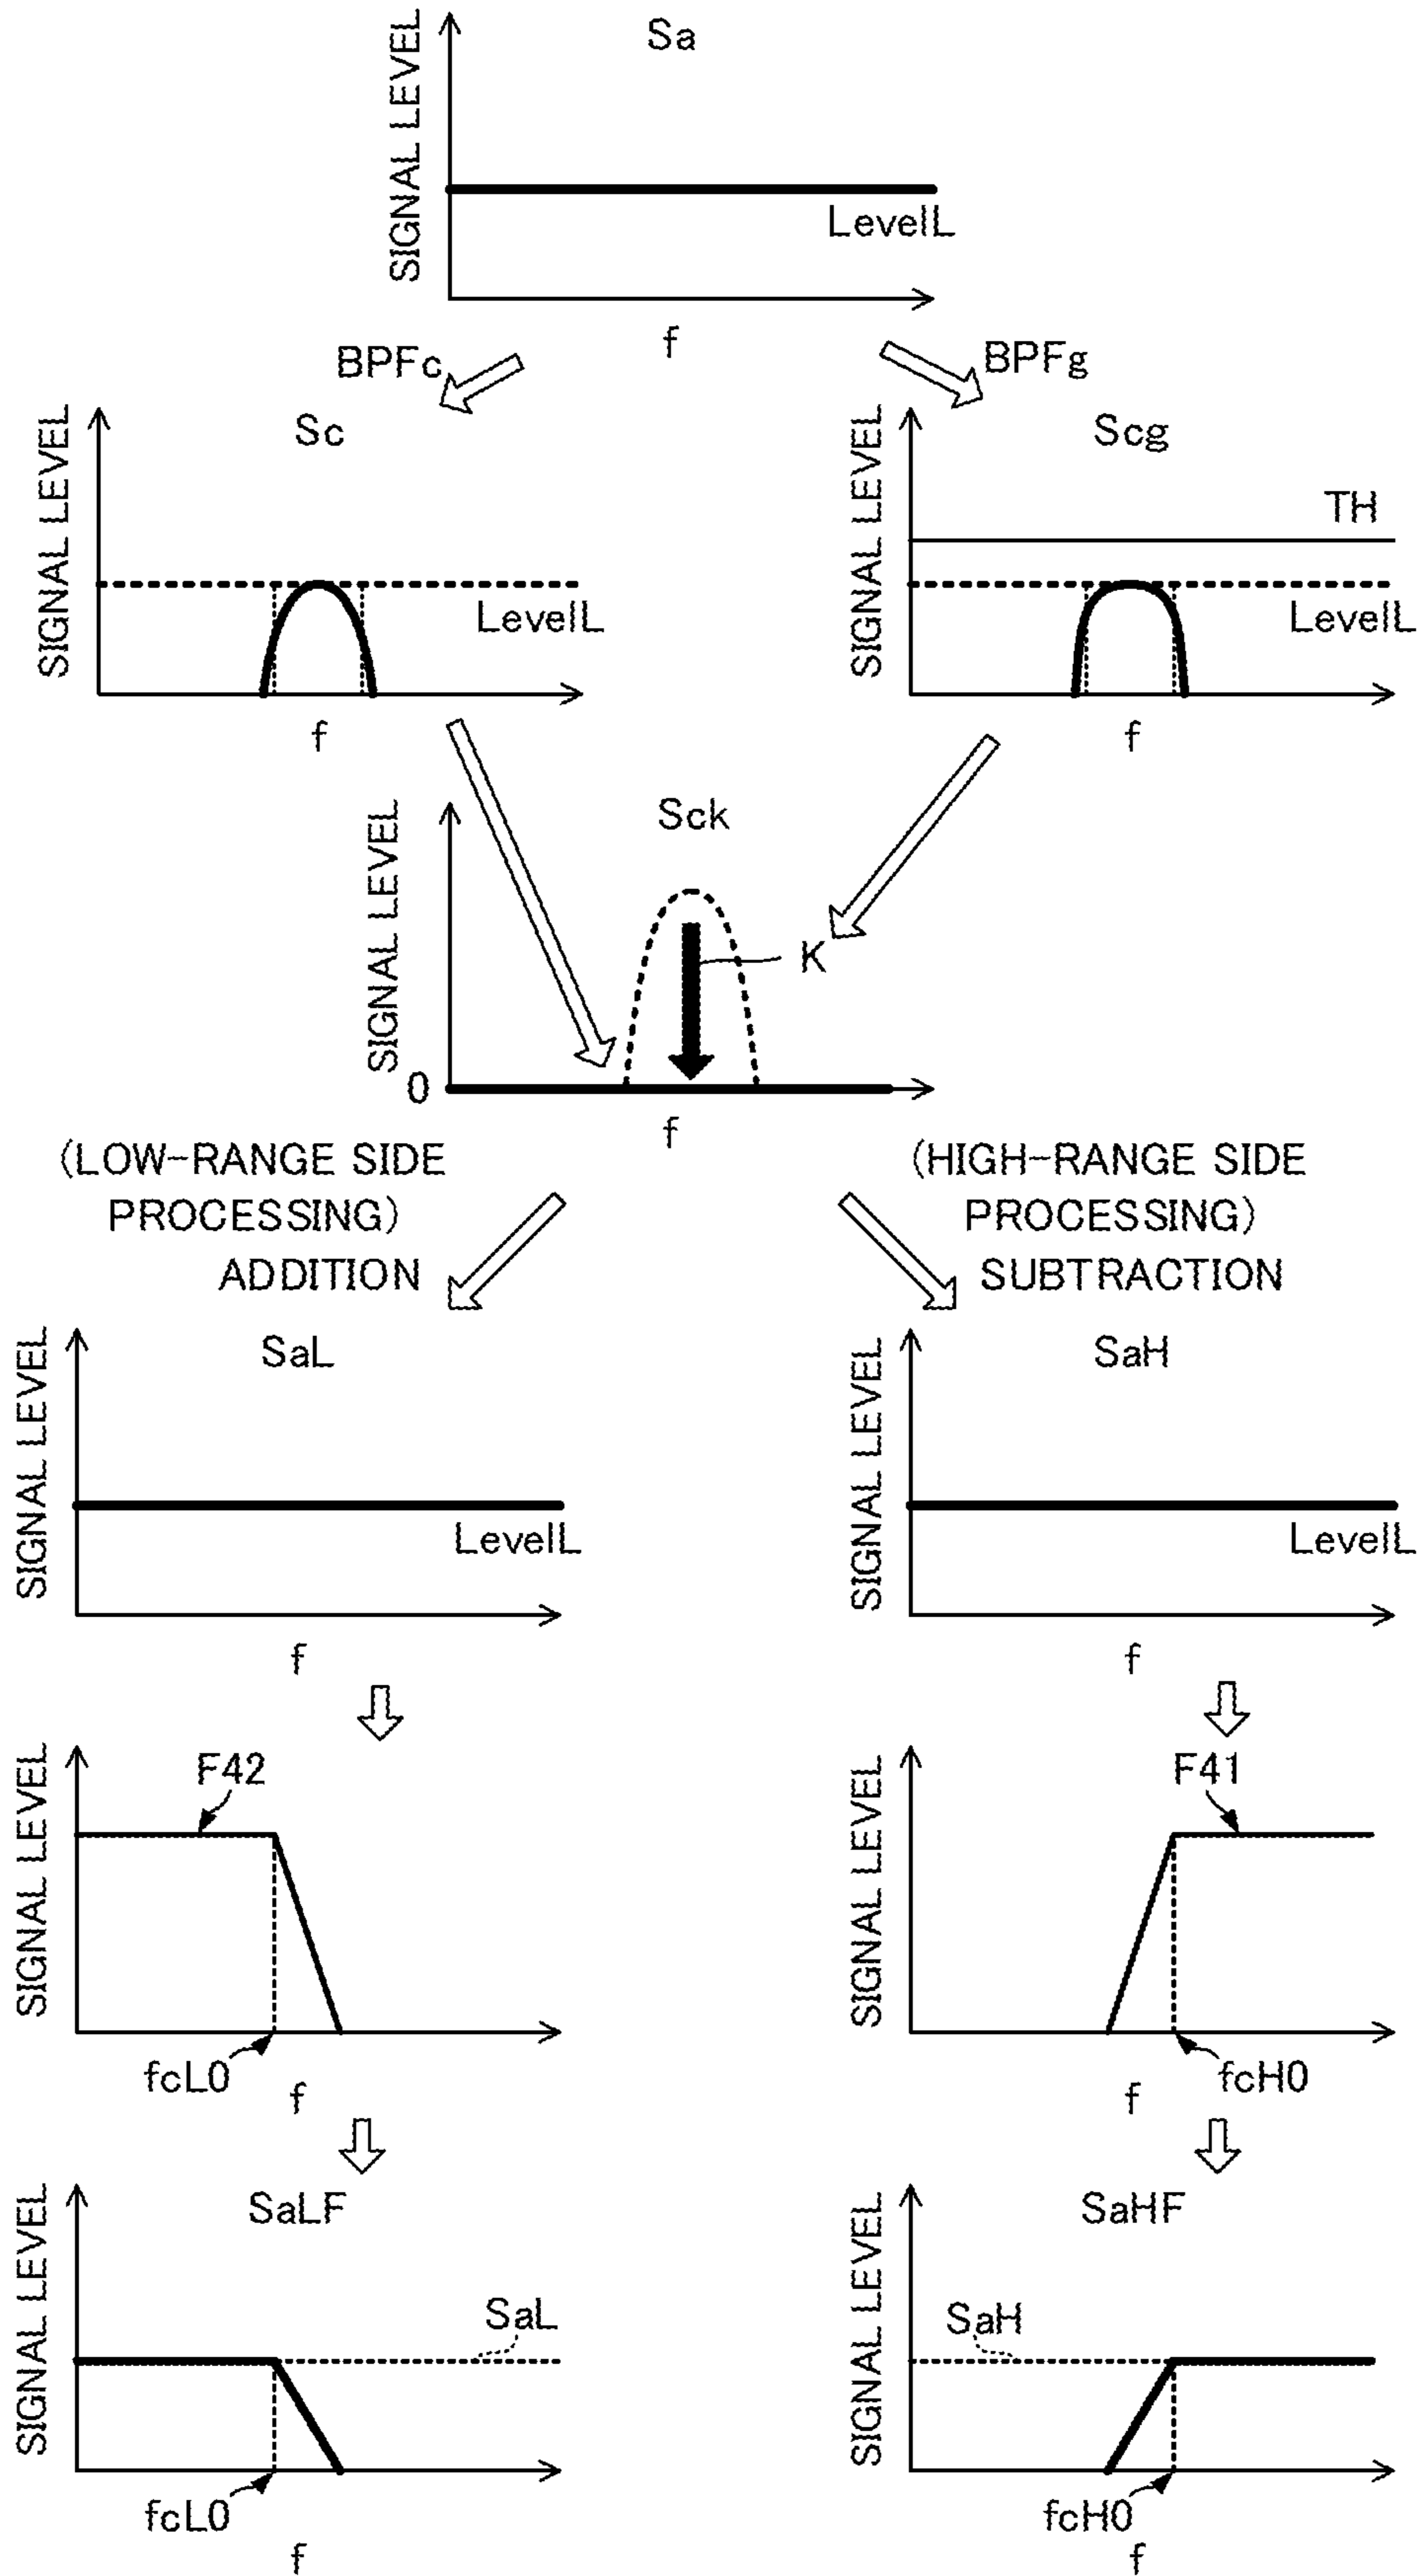 Sa
SIGNAL LEVEL
LevelL
f
BPFc
BPFg
Sc
SIGNAL LEVEL
LevelL
f
Scg
SIGNAL LEVEL
TH
LevelL
f
Sck
SIGNAL LEVEL
K
0
f
(LOW-RANGE SIDE
PROCESSING)
ADDITION
(HIGH-RANGE SIDE
PROCESSING)
SUBTRACTION
SaL
SIGNAL LEVEL
LevelL
f
SaH
SIGNAL LEVEL
LevelL
f
F42
SIGNAL LEVEL
fcL0
f
F41
SIGNAL LEVEL
fcH0
f
SaLF
SIGNAL LEVEL
SaL
fcL0
f
SaHF
SIGNAL LEVEL
SaH
fcH0
f